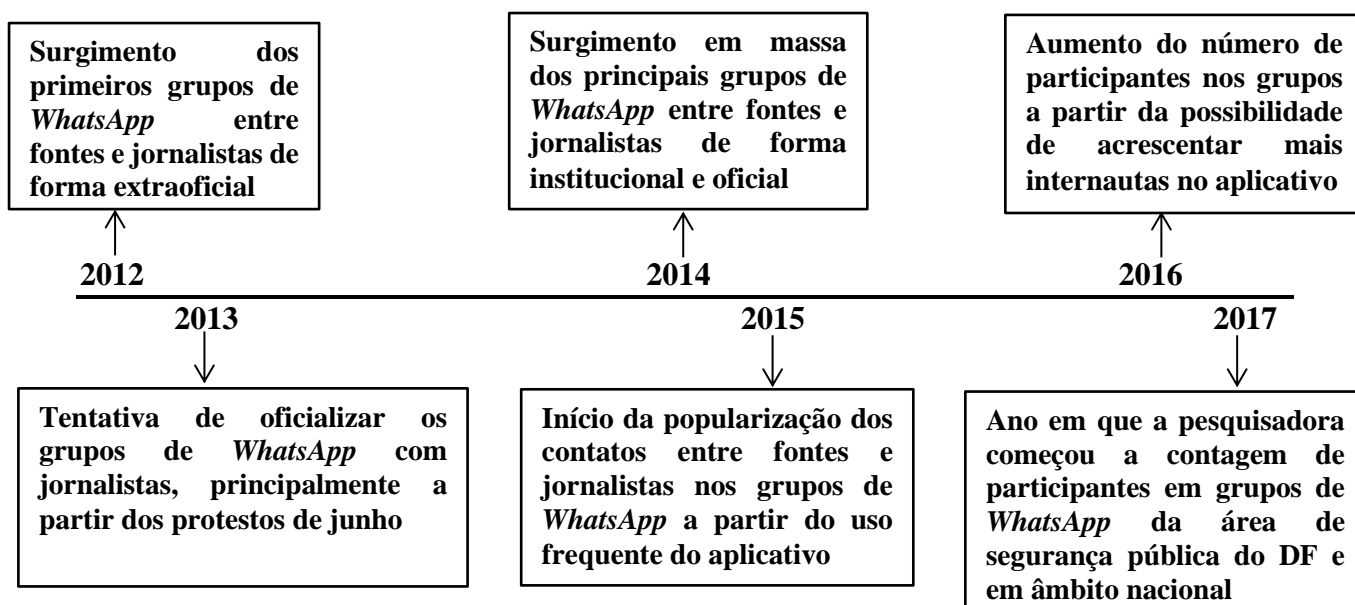 Surgimento dos
primeiros grupos de
WhatsApp entre
fontes e jornalistas de
forma extraoficial
Surgimento em massa
dos principais grupos de
WhatsApp entre fontes e
jornalistas de forma
institucional e oficial
Aumento do número de
participantes nos grupos
a partir da possibilidade
de acrescentar mais
internautas no aplicativo
2012
2014
2016
2013
2015
2017
Tentativa de oficializar os
grupos de WhatsApp com
jornalistas, principalmente a
partir dos protestos de junho
Início da popularização dos
contatos entre fontes e
jornalistas nos grupos de
WhatsApp a partir do uso
frequente do aplicativo
Ano em que a pesquisadora
começou a contagem de
participantes em grupos de
WhatsApp da área de
segurança pública do DF e
em âmbito nacional